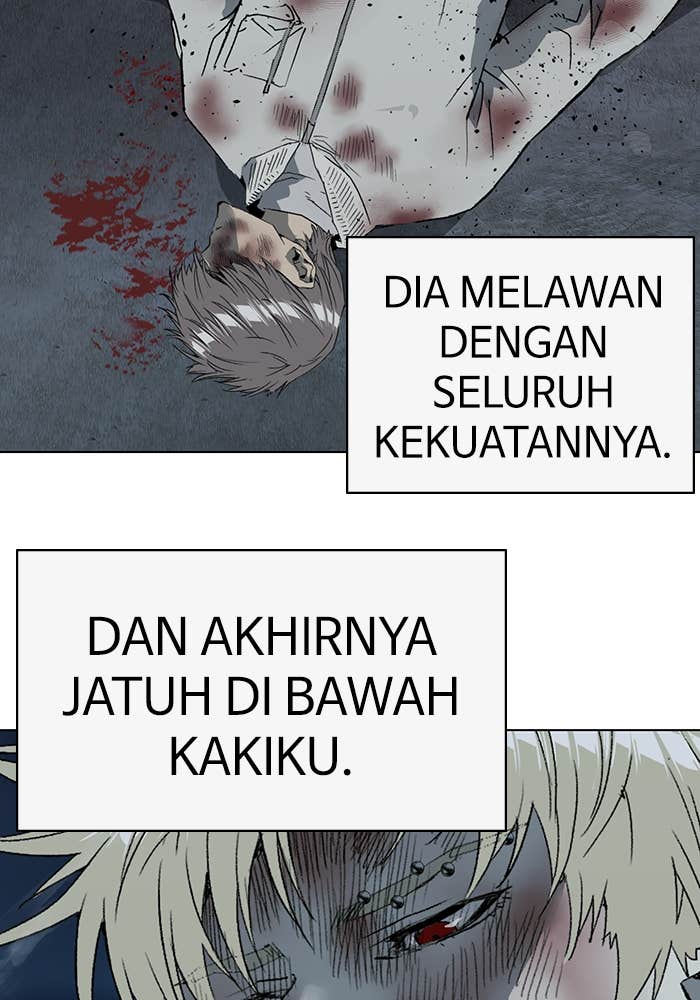 DIA MELAWAN
DENGAN
SELURUH
KEKUATANNYA.
DAN AKHIRNYA
JATUH DI BAWAH
KAKIKU.